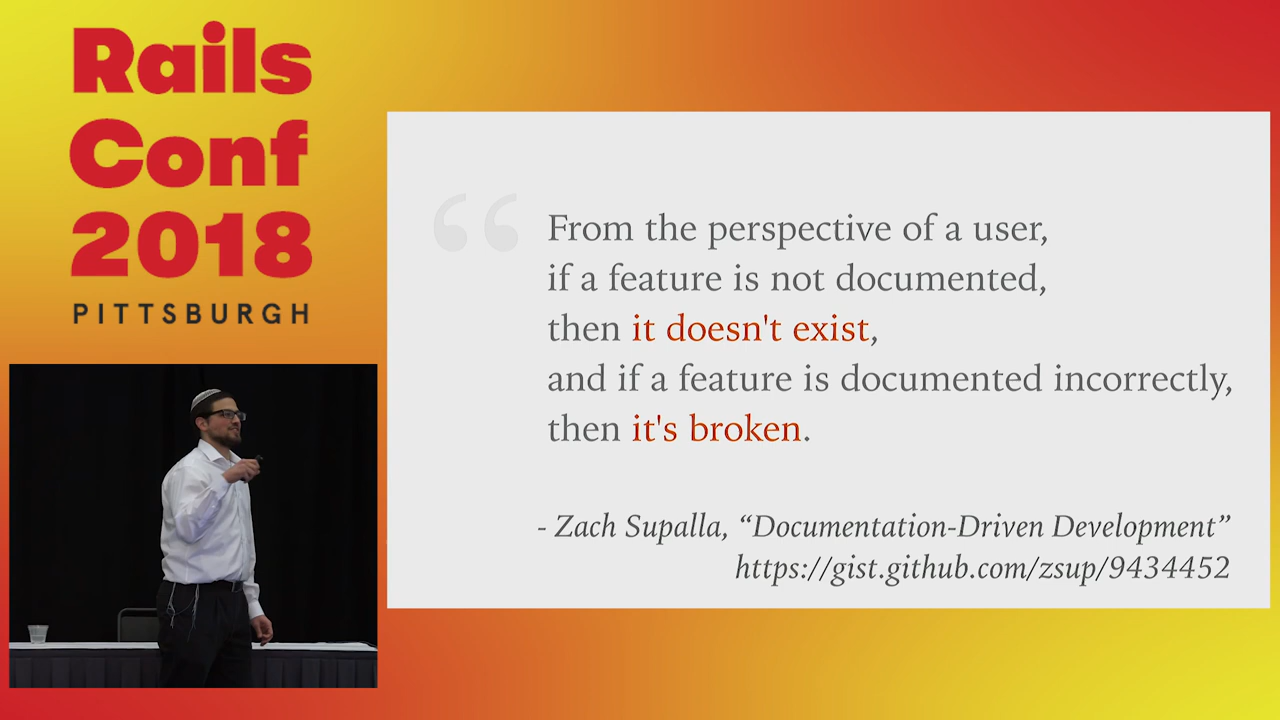 Rails
Conf
2018
PITTSBURGH
“
From the perspective of a user,
if a feature is not documented,
then it doesn't exist,
and if a feature is documented incorrectly,
then it's broken.
- Zach Supalla, “Documentation-Driven Development”
https://gist.github.com/zsup/9434452